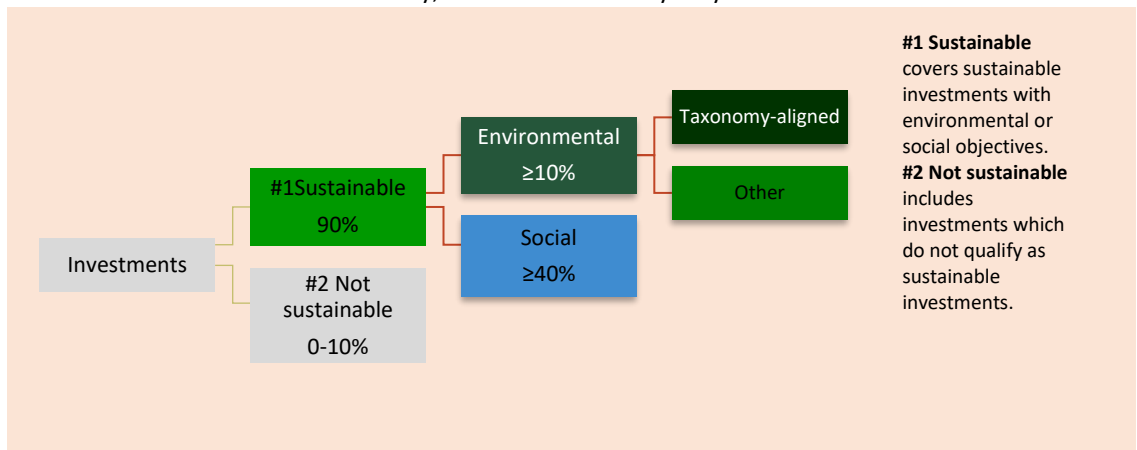 Investments
#1Sustainable
90%
#2 Not
sustainable
0-10%
Environmental
≥10%
Social
≥40%
Taxonomy-aligned
Other
#1 Sustainable
covers sustainable
investments with
environmental or
social objectives.
#2 Not sustainable
includes
investments which
do not qualify as
sustainable
investments.